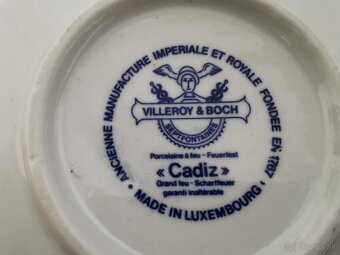 • ANCIENNE MANUFACTURE IMPERIALE ET ROYALE FONDEE EN 1767 •
VILLEROY & BOCH
SEPTFONTAINES
Porcelaine à feu - Feuerfest
« Cadiz »
Grand feu - Scharffeuer
garanti inaltérable
MADE IN LUXEMBOURG